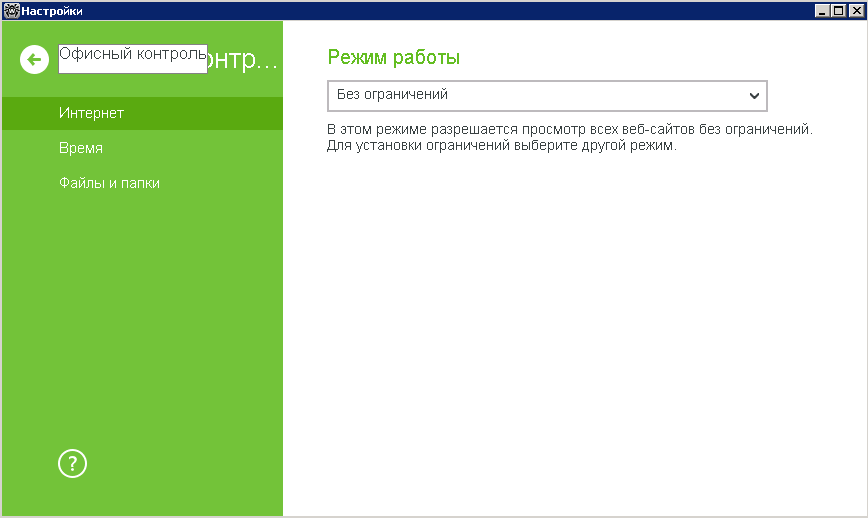 Настройки
Офисный контроль
онтр...
Интернет
Время
Файлы и папки
?
Режим работы
Без ограничений
В этом режиме разрешается просмотр всех веб-сайтов без ограничений.
Для установки ограничений выберите другой режим.